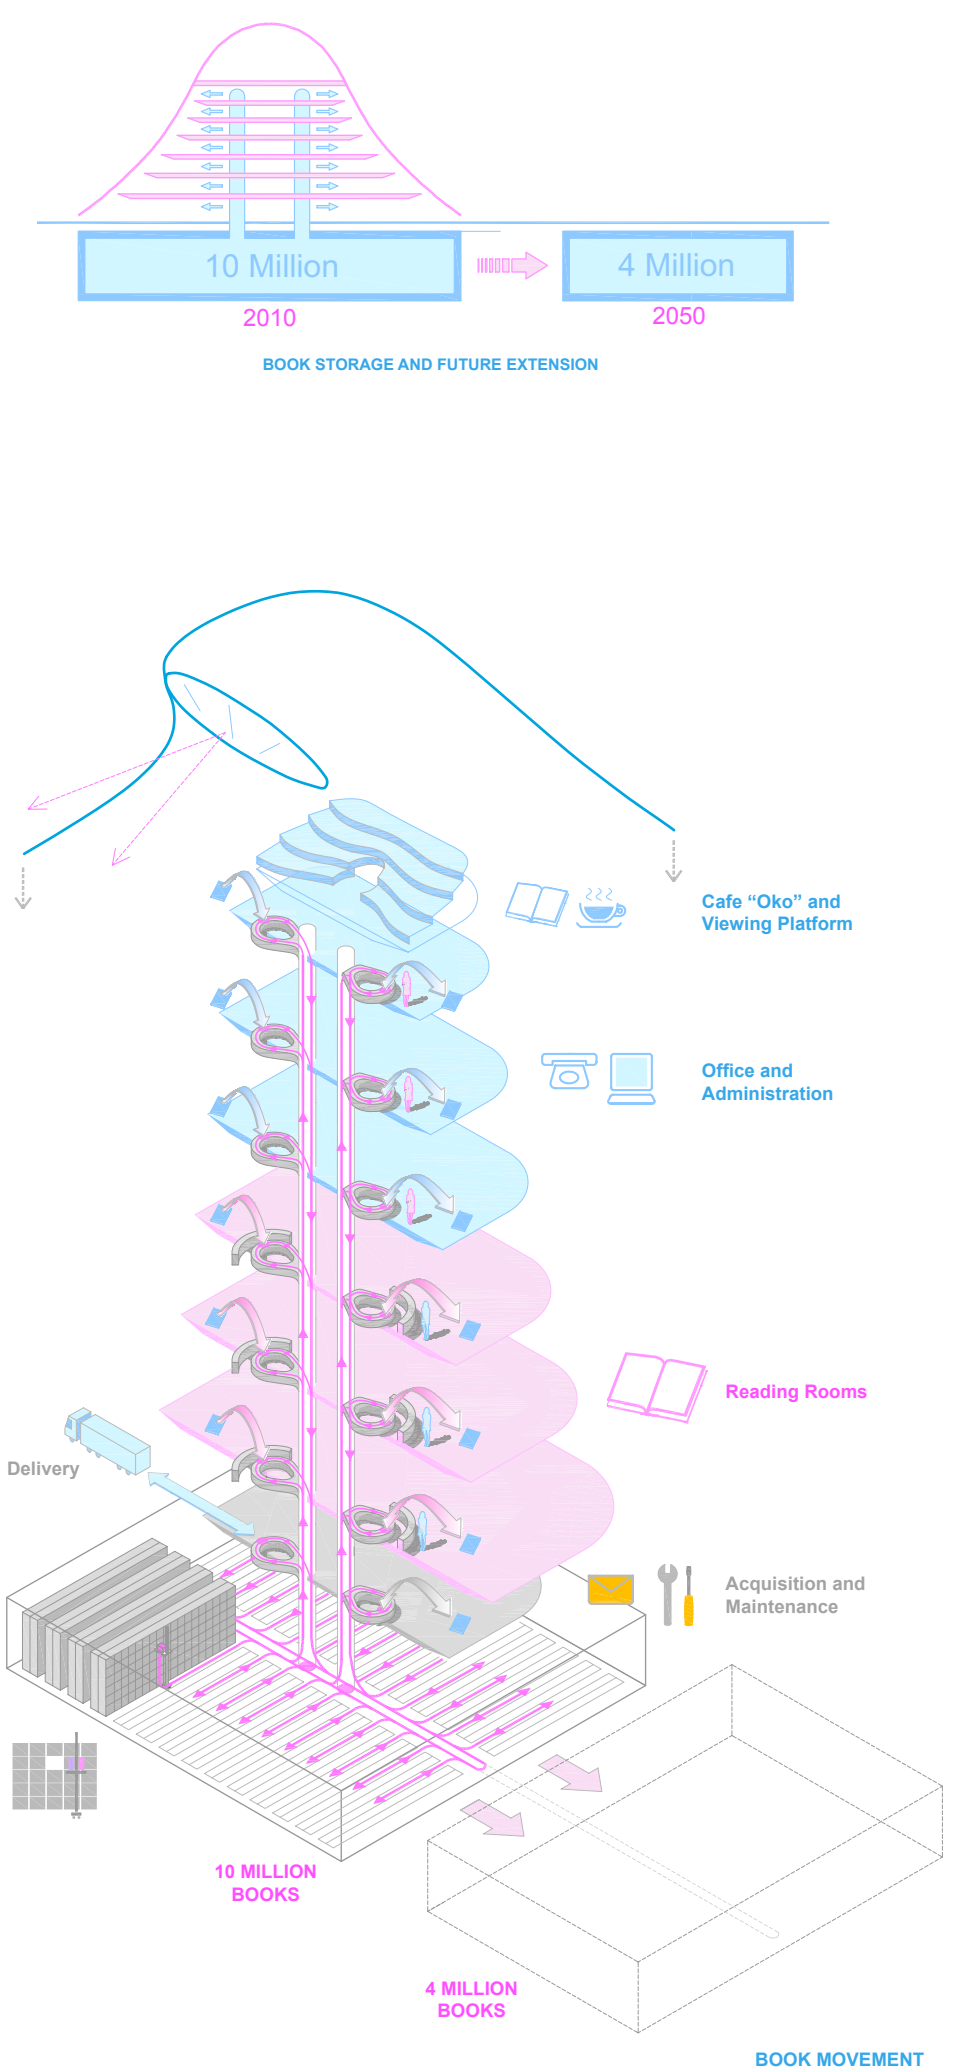 10 Million
4 Million
2010
2050
BOOK STORAGE AND FUTURE EXTENSION
Cafe “Oko” and
Viewing Platform
Office and
Administration
Reading Rooms
Delivery
Acquisition and
Maintenance
10 MILLION
BOOKS
4 MILLION
BOOKS
BOOK MOVEMENT